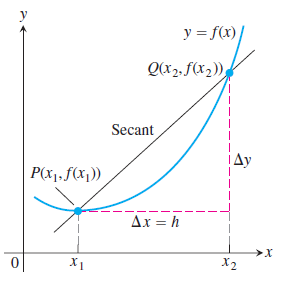 y
y = f(x)
Q(x₂, f(x₂))
Secant
P(x₁, f(x₁))
Δy
Δx = h
0
x₁
x₂
x